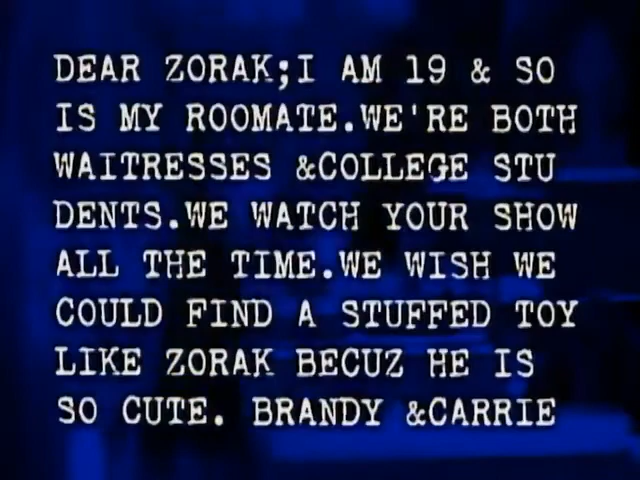 DEAR ZORAK;I AM 19 & SO
IS MY ROOMATE.WE'RE BOTH
WAITRESSES &COLLEGE STU
DENTS.WE WATCH YOUR SHOW
ALL THE TIME.WE WISH WE
COULD FIND A STUFFED TOY
LIKE ZORAK BECUZ HE IS
SO CUTE. BRANDY &CARRIE